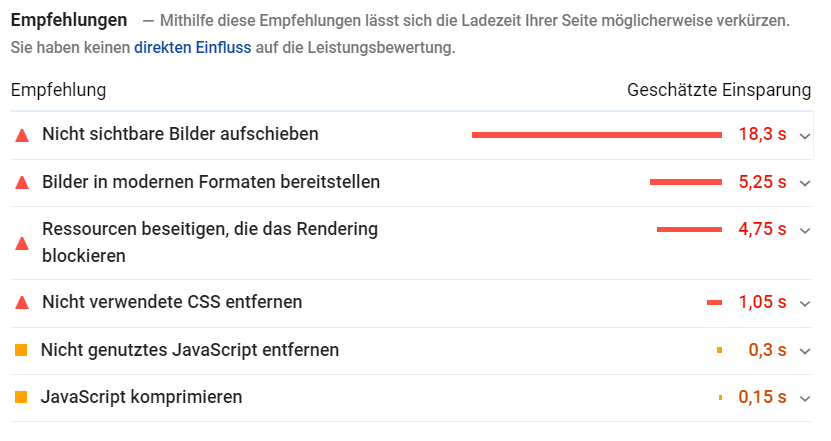 Empfehlungen — Mithilfe diese Empfehlungen lässt sich die Ladezeit Ihrer Seite möglicherweise verkürzen.
Sie haben keinen direkten Einfluss auf die Leistungsbewertung.
Empfehlung Geschätzte Einsparung
Nicht sichtbare Bilder aufschieben 18,3 s
Bilder in modernen Formaten bereitstellen 5,25 s
Ressourcen beseitigen, die das Rendering 4,75 s
blockieren
Nicht verwendete CSS entfernen 1,05 s
Nicht genutztes JavaScript entfernen 0,3 s
JavaScript komprimieren 0,15 s